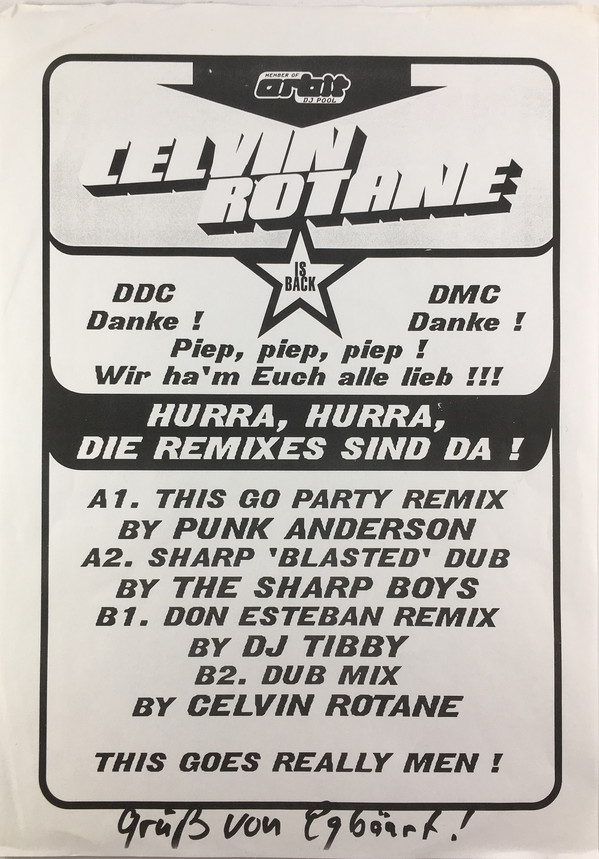 MEMBER OF
orbit
DJ POOL
CELVIN
ROTANE
IS
BACK
DDC
Danke !
DMC
Danke !
Piep, piep, piep !
Wir ha'm Euch alle lieb !!!
HURRA, HURRA,
DIE REMIXES SIND DA !
A1. THIS GO PARTY REMIX
BY PUNK ANDERSON
A2. SHARP 'BLASTED' DUB
BY THE SHARP BOYS
B1. DON ESTEBAN REMIX
BY DJ TIBBY
B2. DUB MIX
BY CELVIN ROTANE
THIS GOES REALLY MEN !
Grüß von